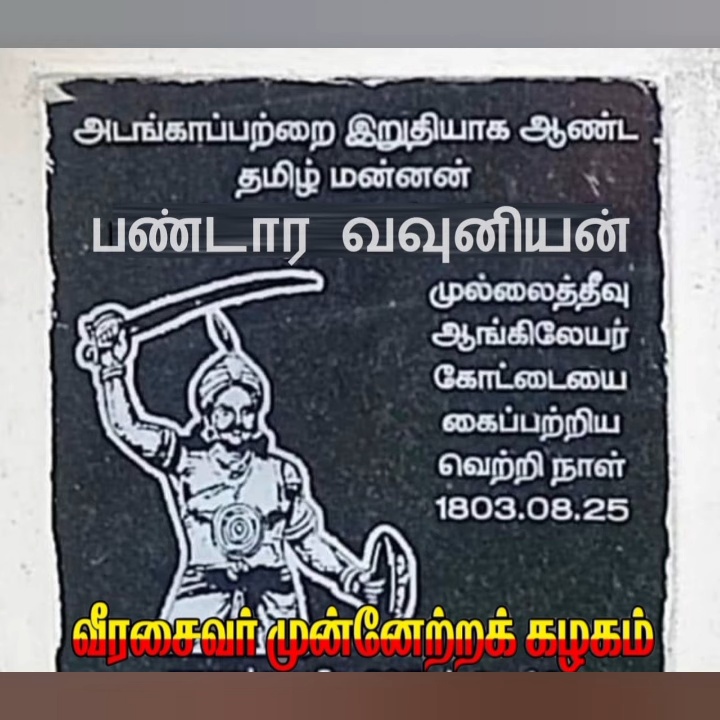 அடங்காப்பற்றை இறுதியாக ஆண்ட
தமிழ் மன்னன்
பண்டார வவுனியன்
முல்லைத்தீவு
ஆங்கிலேயர்
கோட்டையை
கைப்பற்றிய
வெற்றி நாள்
1803.08.25
வீரசைவர் முன்னேற்றக் கழகம்